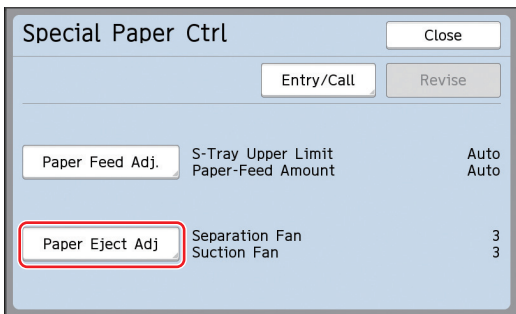 Special Paper Ctrl Close
Entry/Call Revise
Paper Feed Adj. S-Tray Upper Limit Auto
Paper-Feed Amount Auto
Paper Eject Adj Separation Fan 3
Suction Fan 3